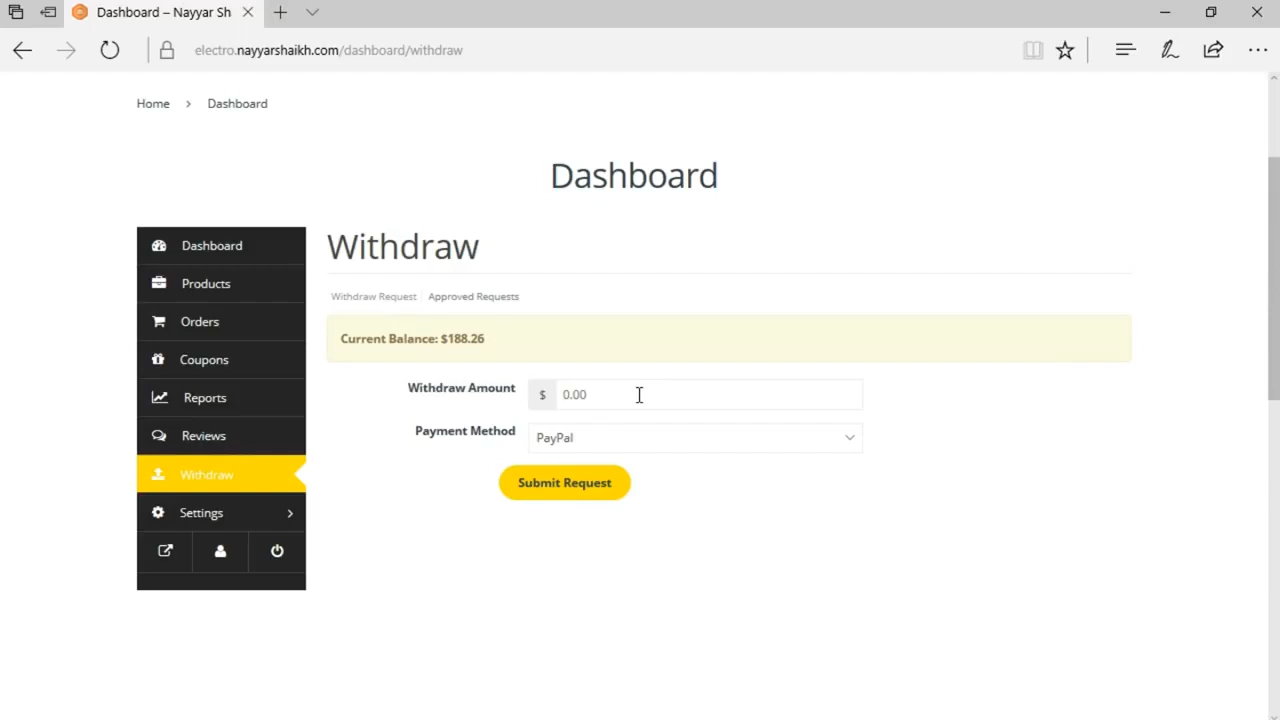 Dashboard – Nayyar Sh
electro.nayyarshaikh.com/dashboard/withdraw
Home > Dashboard
Dashboard
Dashboard
Products
Orders
Coupons
Reports
Reviews
Withdraw
Settings
Withdraw
Withdraw Request
Approved Requests
Current Balance: $188.26
Withdraw Amount
$ 0.00
Payment Method
PayPal
Submit Request